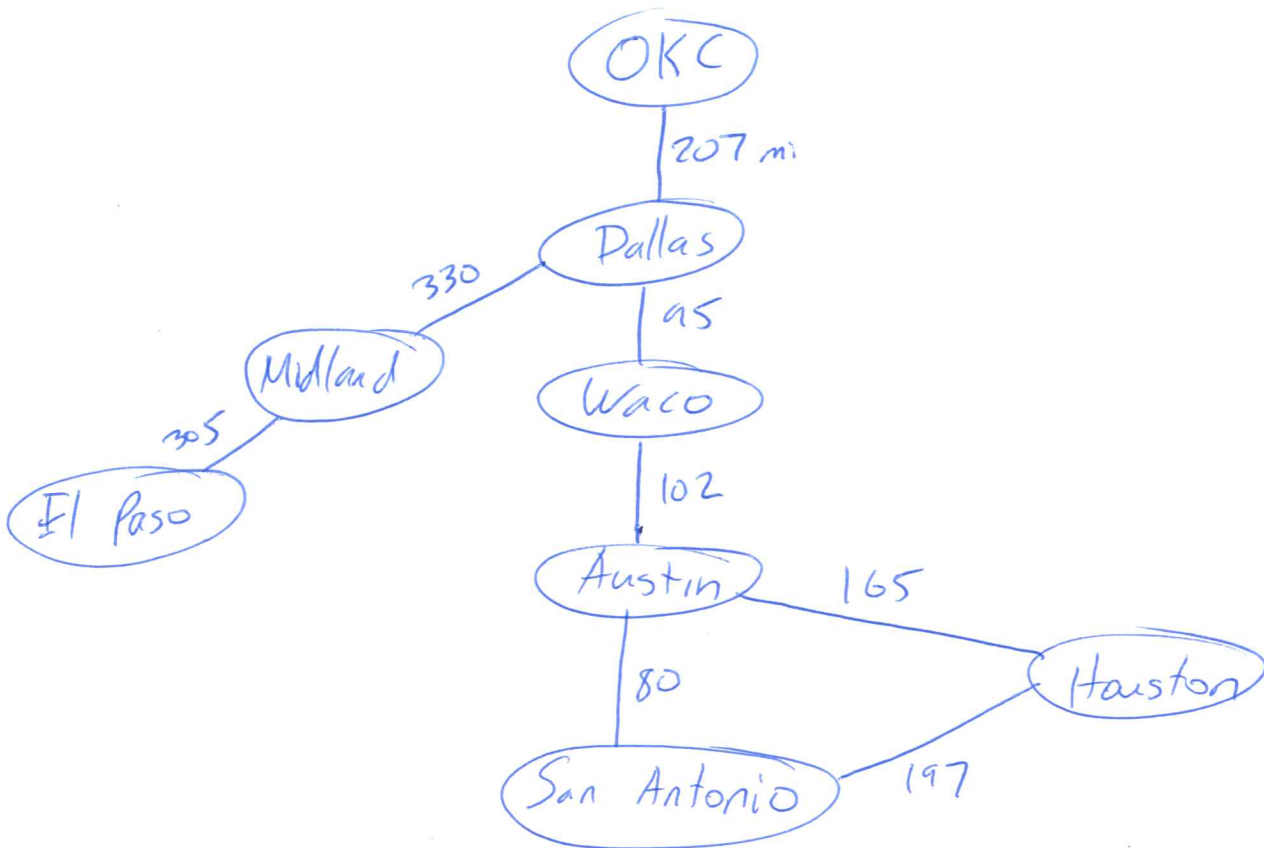 OKC
207 mi
Dallas
330
95
Midland
Waco
305
102
El Paso
Austin
165
80
Houston
San Antonio
197